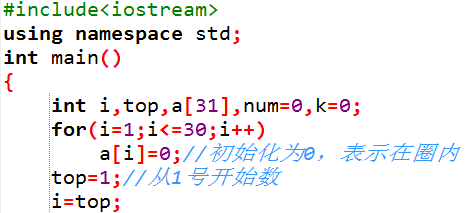 #include<iostream>
using namespace std;
int main()
{
    int i,top,a[31],num=0,k=0;
    for(i=1;i<=30;i++)
        a[i]=0;//初始化为0，表示在圈内
    top=1;//从1号开始数
    i=top;